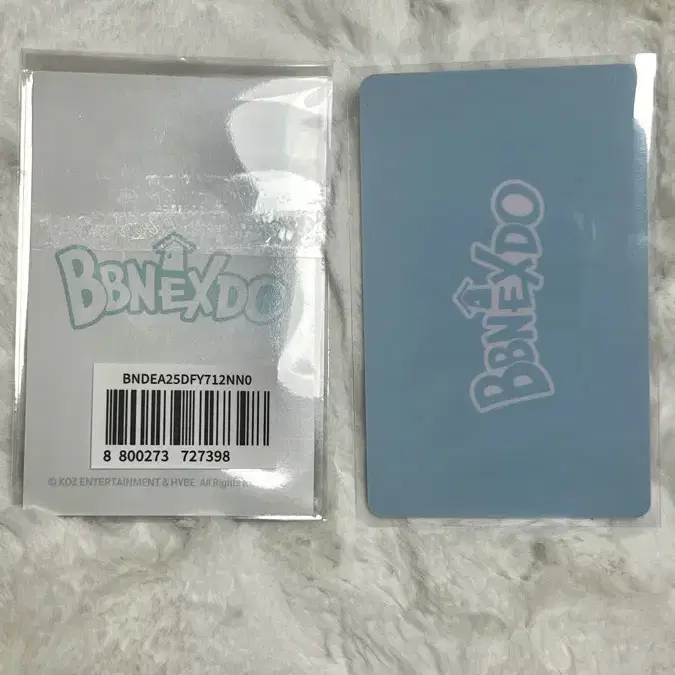 BBNEXDO
BNDEA25DFY712NN0
8 800273 727398
© KOZ ENTERTAINMENT & HYBE. All Rights
BBNEXDO